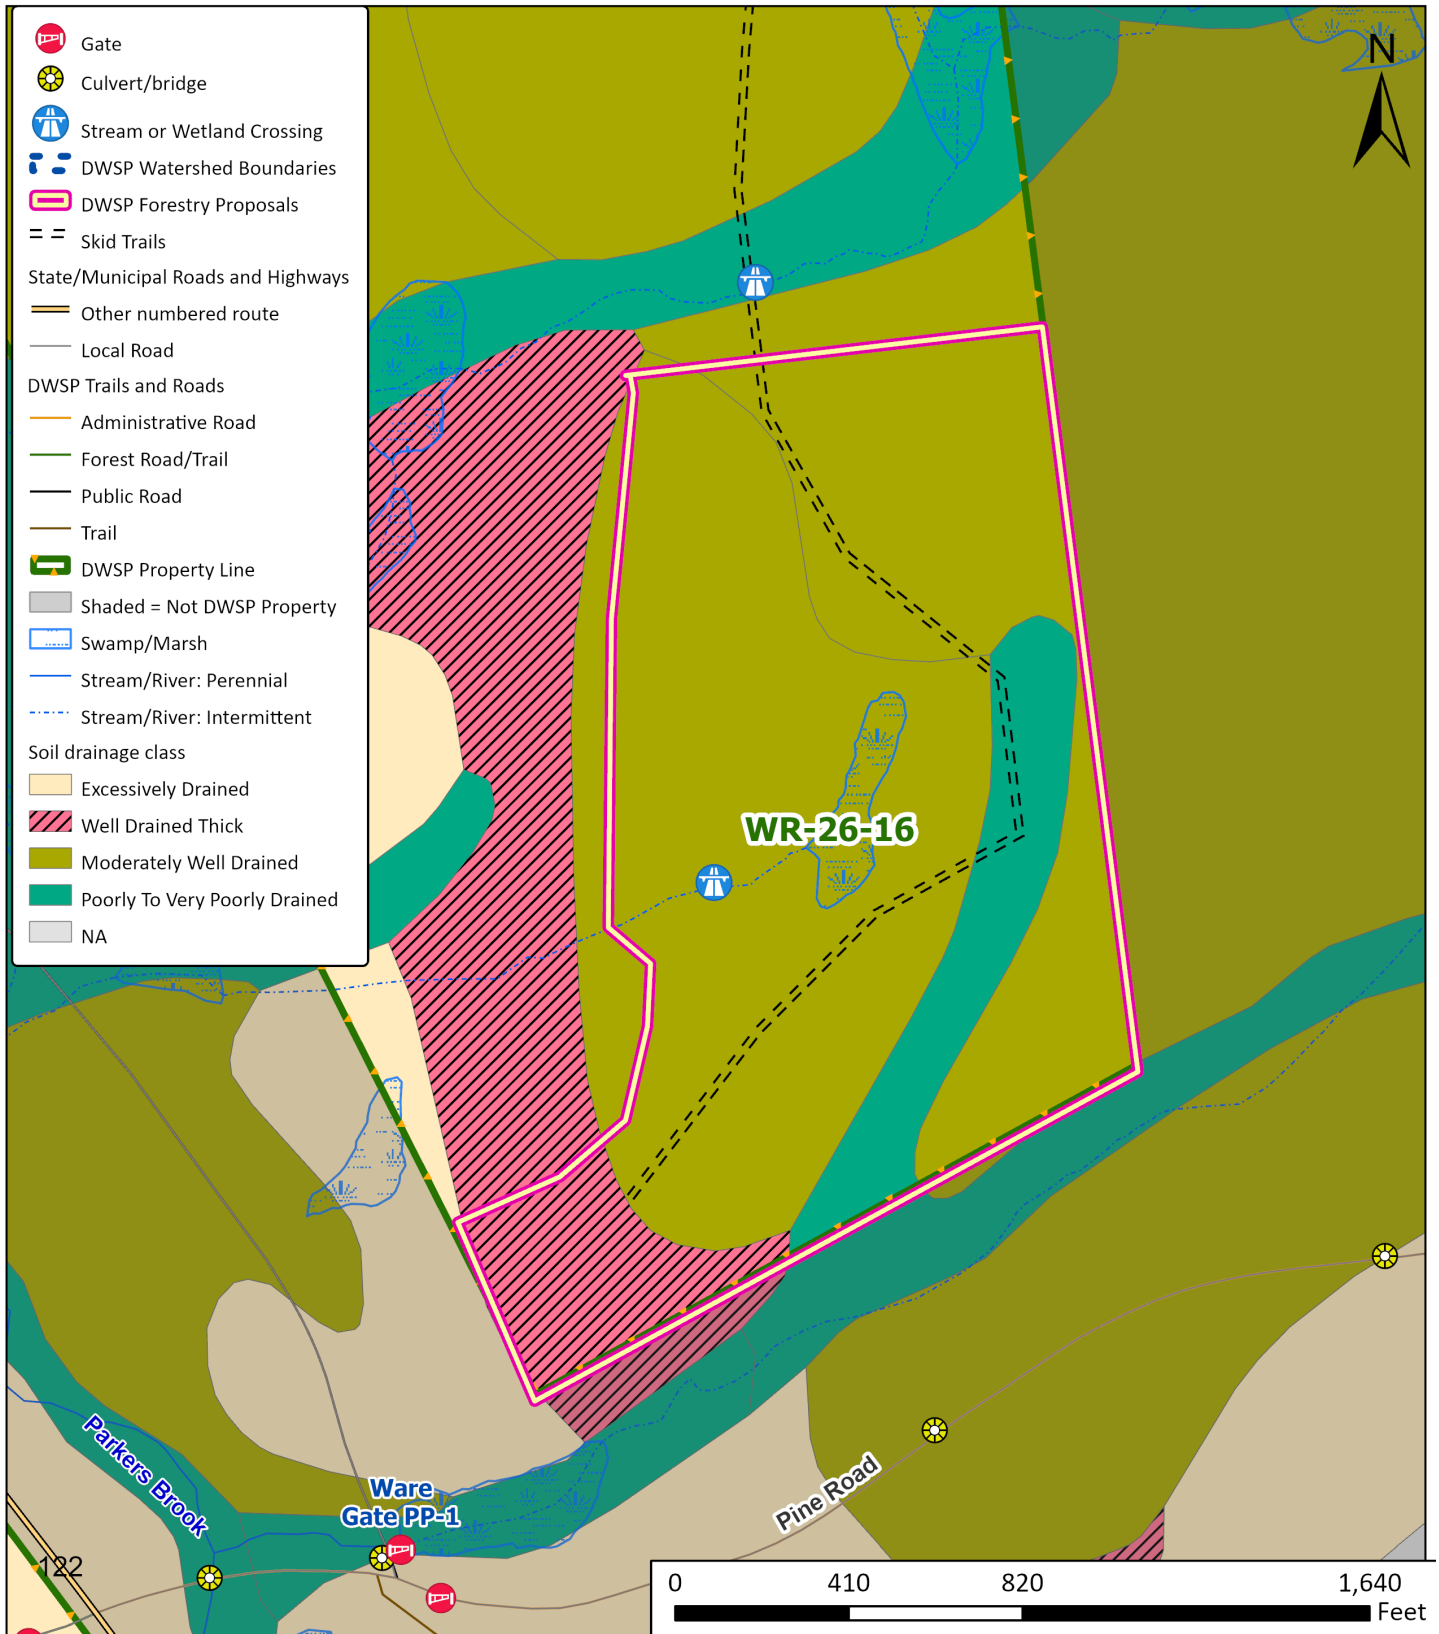 Gate
Culvert/bridge
Stream or Wetland Crossing
DWSP Watershed Boundaries
DWSP Forestry Proposals
Skid Trails
State/Municipal Roads and Highways
Other numbered route
Local Road
DWSP Trails and Roads
Administrative Road
Forest Road/Trail
Public Road
Trail
DWSP Property Line
Shaded = Not DWSP Property
Swamp/Marsh
Stream/River: Perennial
Stream/River: Intermittent
Soil drainage class
Excessively Drained
Well Drained Thick
Moderately Well Drained
Poorly To Very Poorly Drained
NA
N
WR-26-16
Parkers Brook
Ware
Gate PP-1
Pine Road
122
0 410 820 1,640
Feet